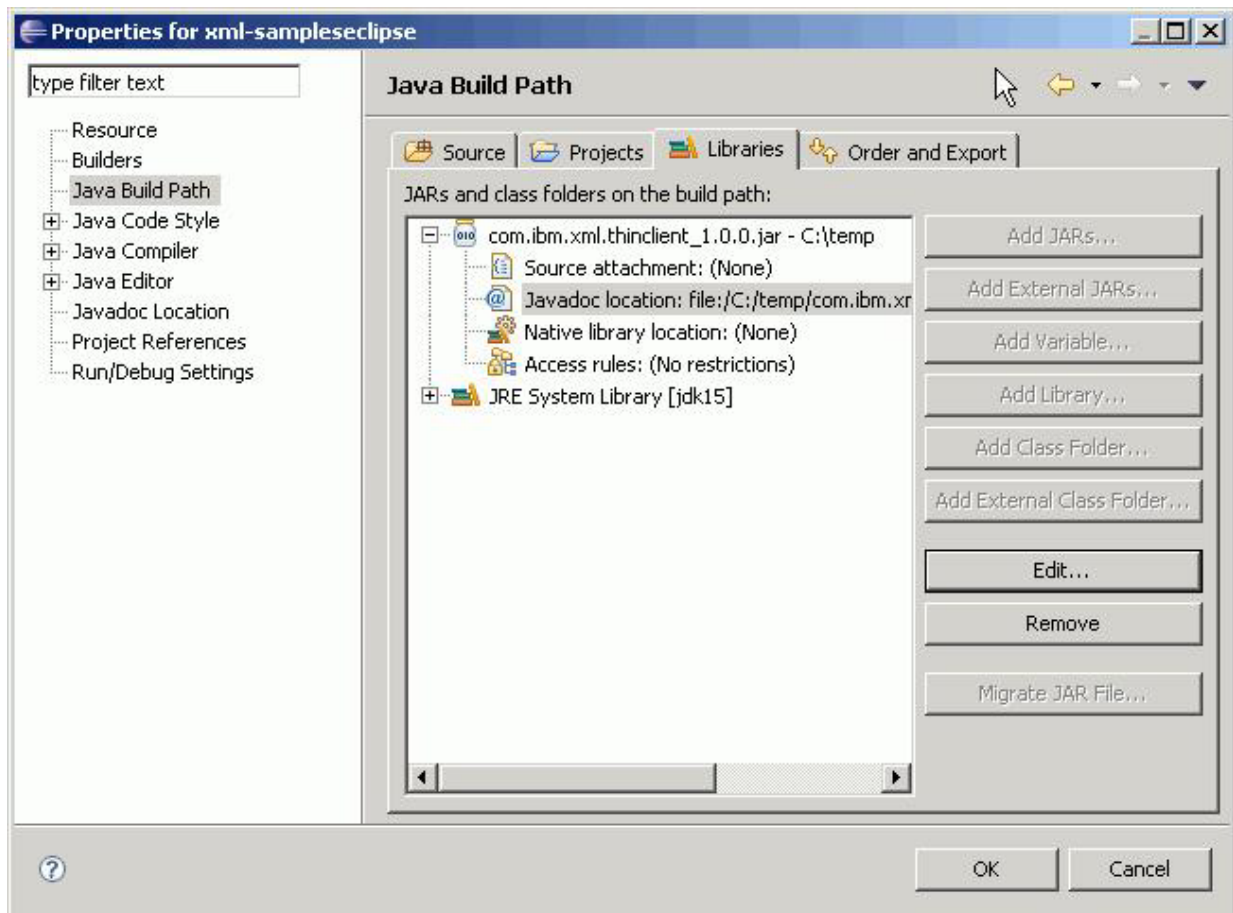 Properties for xml-sampleseclipse
type filter text
Resource
Builders
Java Build Path
Java Code Style
Java Compiler
Java Editor
Javadoc Location
Project References
Run/Debug Settings
Java Build Path
Source Projects Libraries Order and Export
JARs and class folders on the build path:
com.ibm.xml.thinclient_1.0.0.jar - C:\temp
Source attachment: (None)
Javadoc location: file:/C:/temp/com.ibm.xr
Native library location: (None)
Access rules: (No restrictions)
JRE System Library [jdk15]
Add JARs...
Add External JARs...
Add Variable...
Add Library...
Add Class Folder...
Add External Class Folder...
Edit...
Remove
Migrate JAR File...
OK Cancel